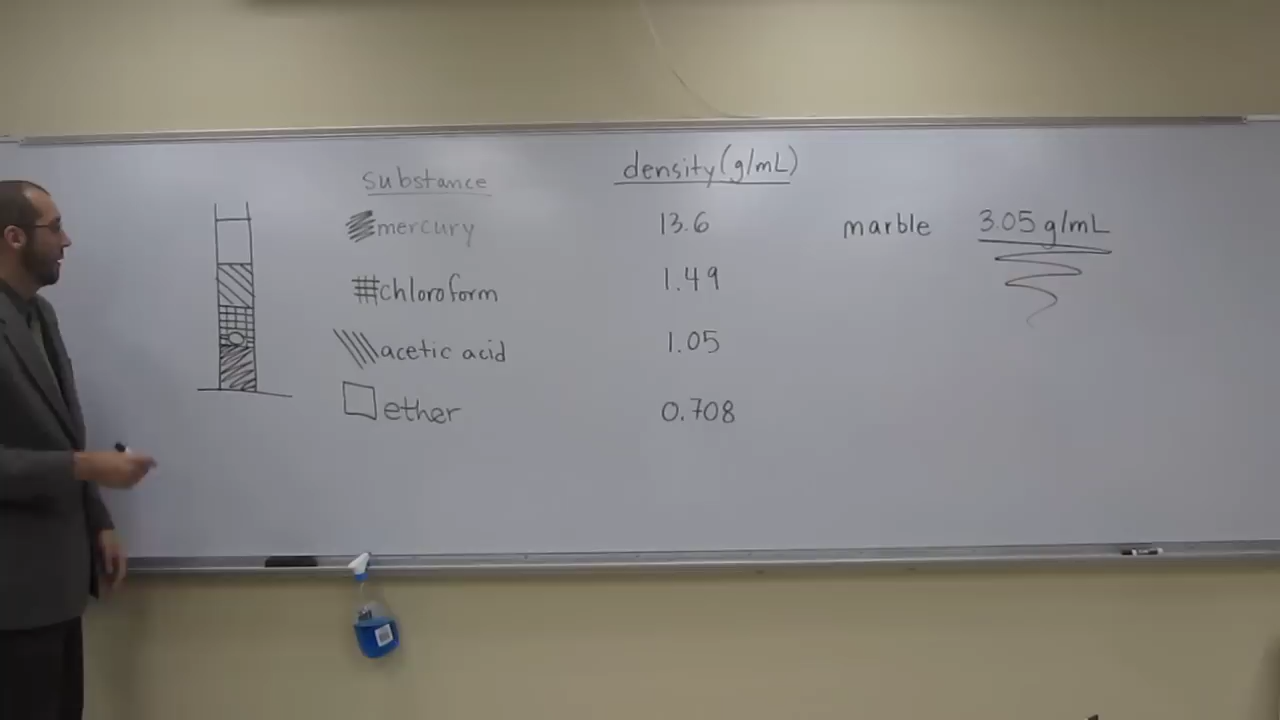 substance density (g/mL)
mercury 13.6 marble 3.05 g/mL
chloroform 1.49
acetic acid 1.05
ether 0.708